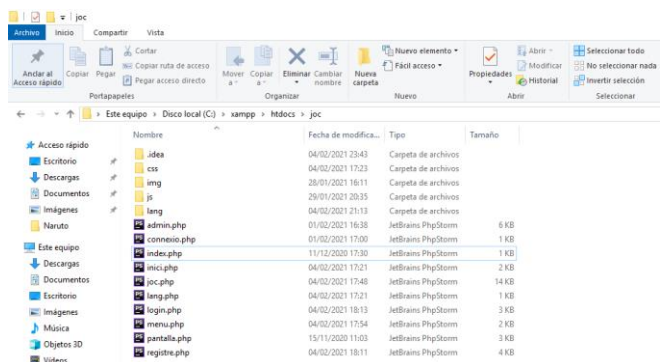 joc
Archivo Inicio Compartir Vista
Anclar al Acceso rápido
Copiar
Pegar
Cortar
Copiar ruta de acceso
Pegar acceso directo
Mover a
Copiar a
Eliminar
Cambiar nombre
Nueva carpeta
Nuevo elemento
Fácil acceso
Propiedades
Abrir
Modificar
Historial
Seleccionar todo
No seleccionar nada
Invertir selección
Portapapeles Organizar Nuevo Abrir Seleccionar
Este equipo > Disco local (C:) > xampp > htdocs > joc
Acceso rápido
Escritorio
Descargas
Documentos
Imágenes
Naruto
Este equipo
Descargas
Documentos
Escritorio
Imágenes
Música
Objetos 3D
Vídeos
Nombre Fecha de modifica... Tipo Tamaño
.idea 04/02/2021 23:43 Carpeta de archivos
css 04/02/2021 17:23 Carpeta de archivos
img 28/01/2021 16:11 Carpeta de archivos
js 29/01/2021 20:35 Carpeta de archivos
lang 04/02/2021 21:13 Carpeta de archivos
admin.php 01/02/2021 16:38 JetBrains PhpStorm 6 KB
connexio.php 01/02/2021 17:00 JetBrains PhpStorm 1 KB
index.php 11/12/2020 17:30 JetBrains PhpStorm 1 KB
inici.php 04/02/2021 17:21 JetBrains PhpStorm 2 KB
joc.php 04/02/2021 17:48 JetBrains PhpStorm 14 KB
lang.php 04/02/2021 17:21 JetBrains PhpStorm 1 KB
login.php 04/02/2021 18:13 JetBrains PhpStorm 3 KB
menu.php 04/02/2021 17:54 JetBrains PhpStorm 2 KB
pantalla.php 15/11/2020 11:03 JetBrains PhpStorm 3 KB
registre.php 04/02/2021 18:11 JetBrains PhpStorm 4 KB